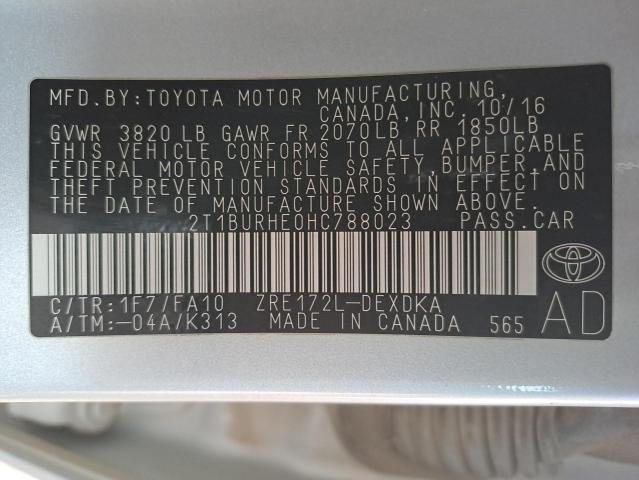 MFD. BY: TOYOTA MOTOR MANUFACTURING,
CANADA, INC. 10/16
GVWR 3820 LB GAWR FR 2070LB RR 1850LB
THIS VEHICLE CONFORMS TO ALL APPLICABLE
FEDERAL MOTOR VEHICLE SAFETY, BUMPER, AND
THEFT PREVENTION STANDARDS IN EFFECT ON
THE DATE OF MANUFACTURE SHOWN ABOVE.
2T1BURHE0HC788023 PASS. CAR
C/TR: 1F7/FA10 ZRE172L-DEXDKA
A/TM: -04A/K313 MADE IN CANADA 565 AD